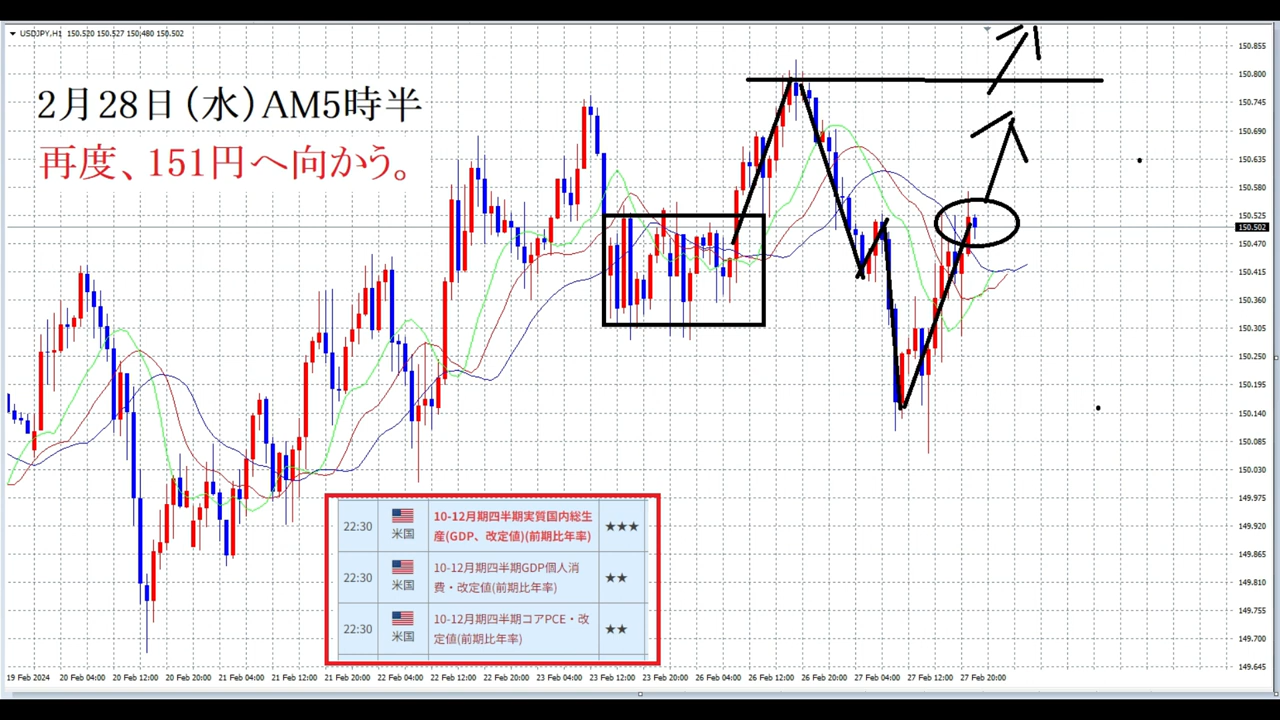 USDJPY,H1 150.520 150.527 150.480 150.502
2月28日(水)AM5時半
再度、151円へ向かう。
150.855
150.800
150.745
150.690
150.635
150.580
150.525
150.502
150.470
150.415
150.360
150.305
150.250
150.195
150.140
150.085
150.030
149.975
149.920
149.865
149.810
149.755
149.700
149.645
22:30 米国 10-12月期四半期実質国内総生 ★★★
産(GDP、改定値)(前期比年率)
22:30 米国 10-12月期四半期GDP個人消 ★★
費・改定値(前期比年率)
22:30 米国 10-12月期四半期コアPCE・改 ★★
定値(前期比年率)
19 Feb 2024 20 Feb 04:00 20 Feb 12:00 20 Feb 20:00 21 Feb 04:00 21 Feb 12:00 21 Feb 20:00 22 Feb 04:00 22 Feb 12:00 22 Feb 20:00 23 Feb 04:00 23 Feb 12:00 23 Feb 20:00 26 Feb 04:00 26 Feb 12:00 26 Feb 20:00 27 Feb 04:00 27 Feb 12:00 27 Feb 20:00